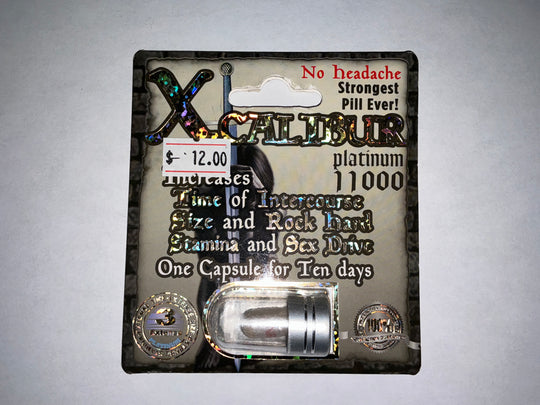 No headache
Strongest
Pill Ever!
XCALIBUR
platinum
11000
$ 12.00
Increases
Time of Intercourse
Size and Rock Hard
Stamina and Sex Drive
One Capsule for Ten days
3